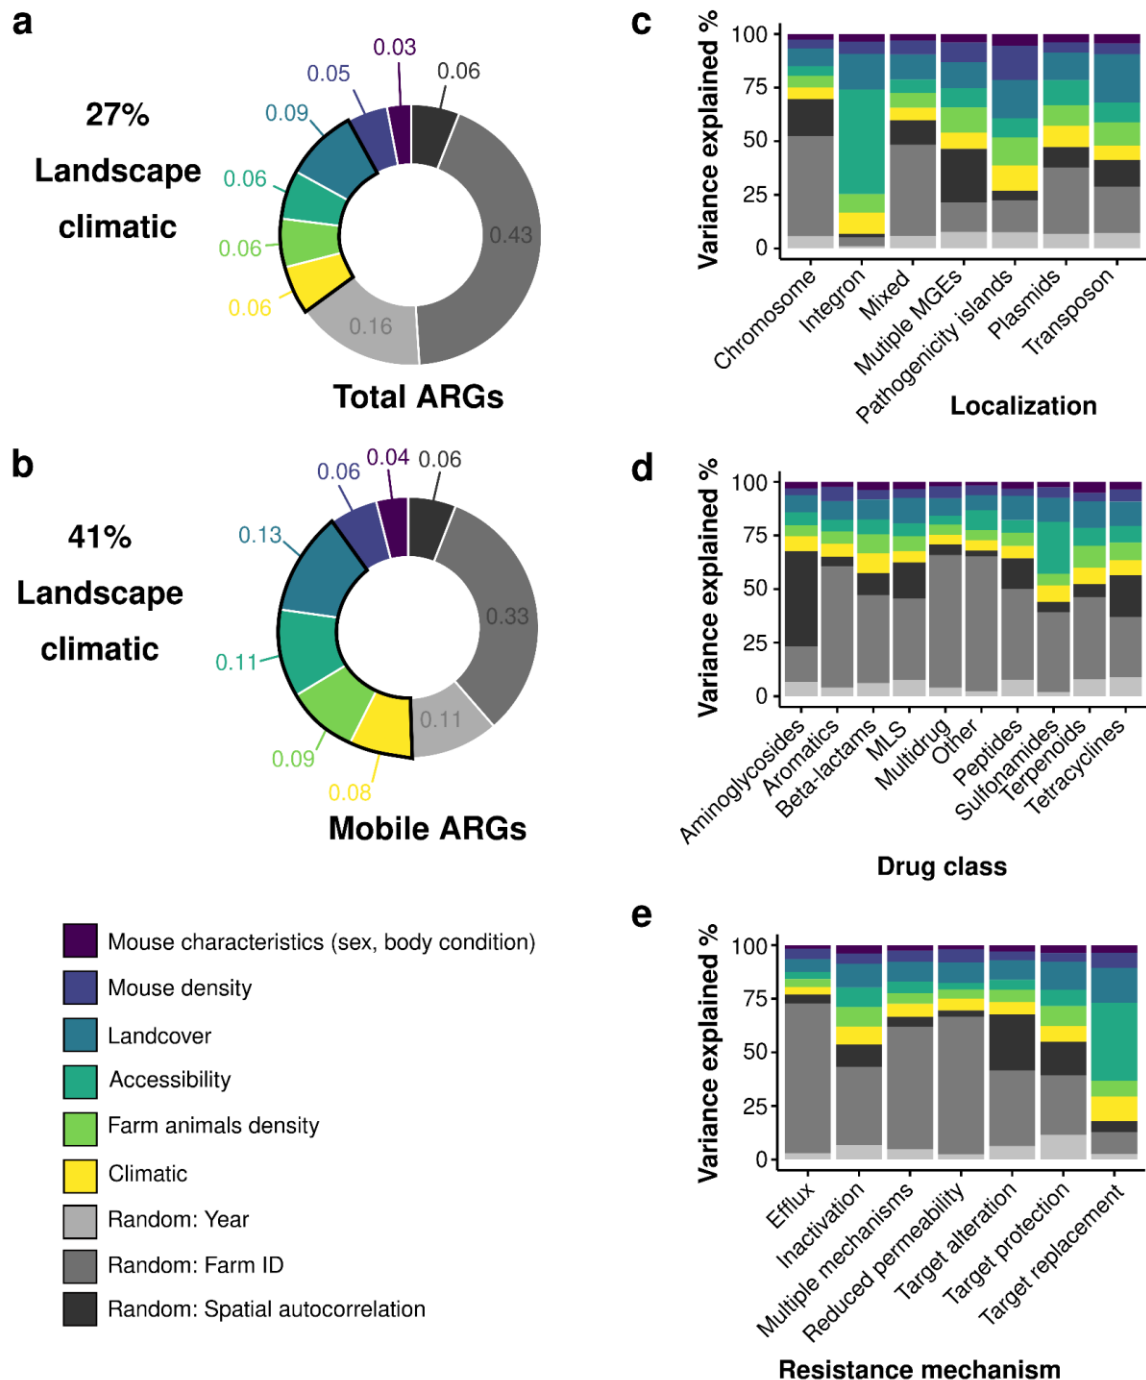 a
27%
Landscape
climatic
0.03
0.06
0.05
0.09
0.06
0.06
0.06
0.16
0.43
Total ARGs
b
41%
Landscape
climatic
0.04
0.06
0.06
0.13
0.11
0.09
0.08
0.11
0.33
Mobile ARGs
Mouse characteristics (sex, body condition)
Mouse density
Landcover
Accessibility
Farm animals density
Climatic
Random: Year
Random: Farm ID
Random: Spatial autocorrelation
c
Variance explained %
100
75
50
25
0
Chromosome
Integron
Mixed
Mutiple MGEs
Pathogenicity islands
Plasmids
Transposon
Localization
d
Variance explained %
100
75
50
25
0
Aminoglycosides
Aromatics
Beta-lactams
MLS
Multidrug
Other
Peptides
Sulfonamides
Terpenoids
Tetracyclines
Drug class
e
Variance explained %
100
75
50
25
0
Efflux
Inactivation
Multiple mechanisms
Reduced permeability
Target alteration
Target protection
Target replacement
Resistance mechanism